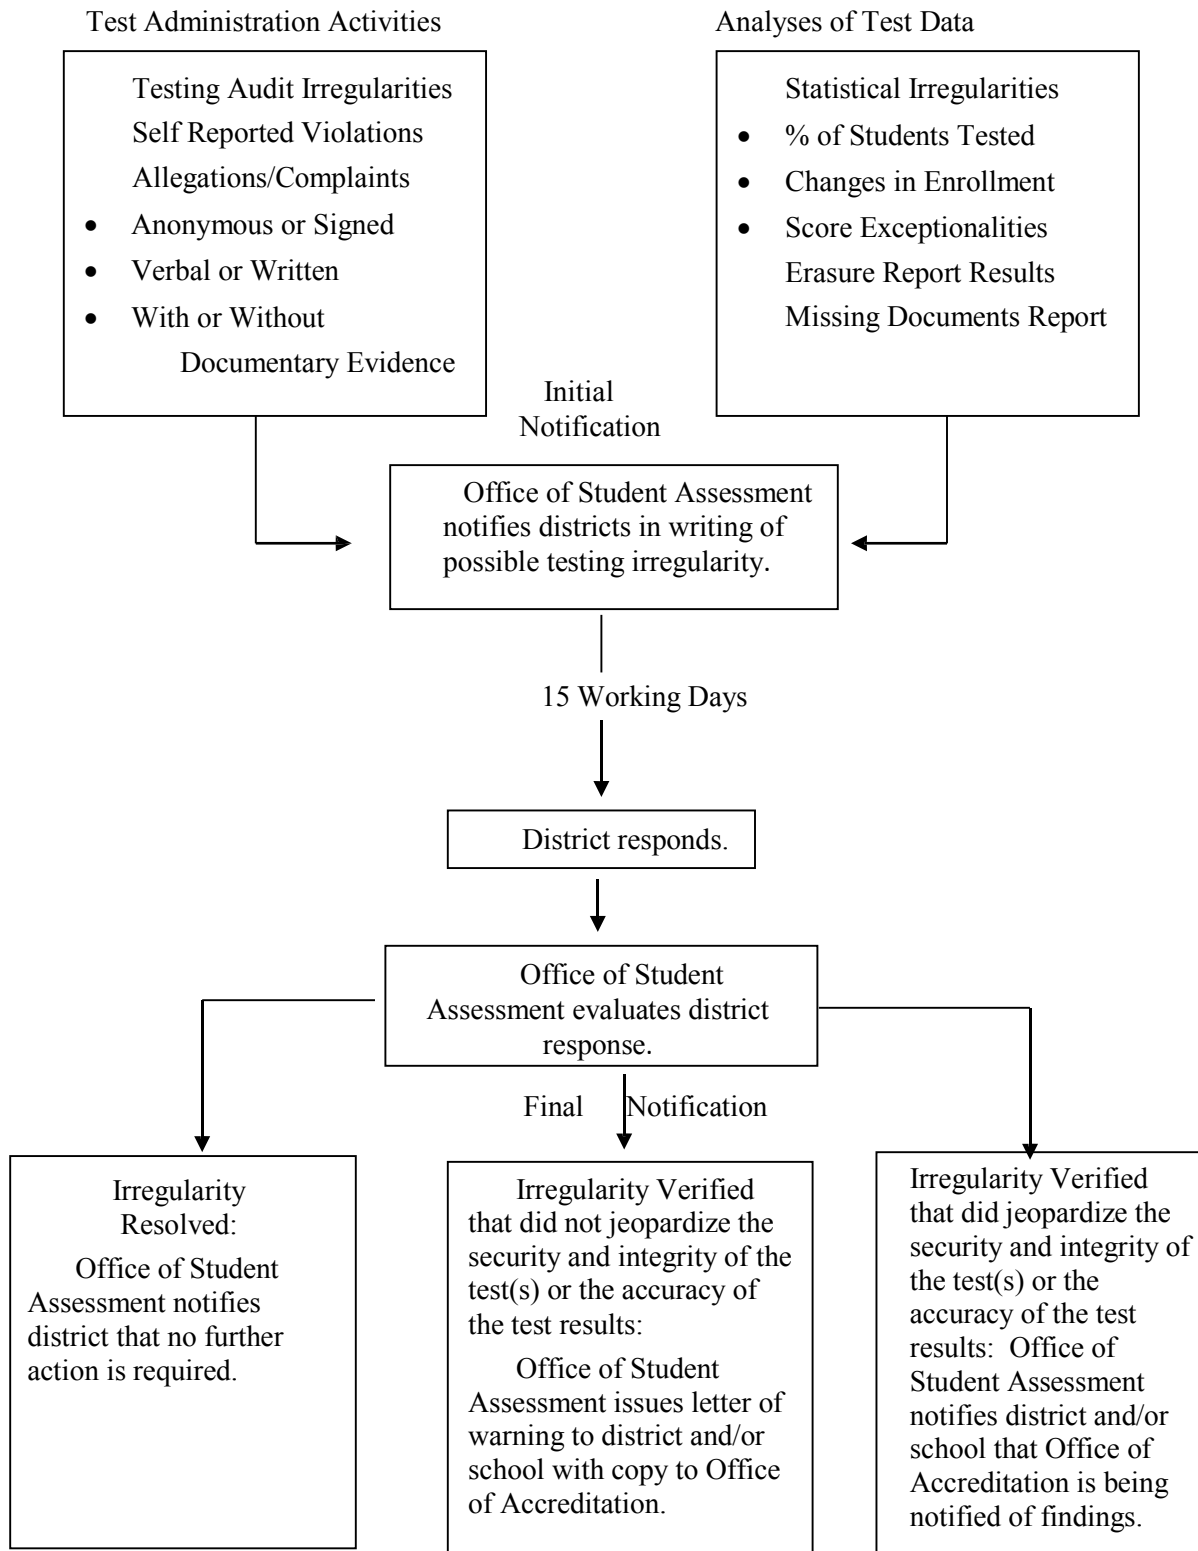 Test Administration Activities
Testing Audit Irregularities
Self Reported Violations
Allegations/Complaints
• Anonymous or Signed
• Verbal or Written
• With or Without
Documentary Evidence
Analyses of Test Data
Statistical Irregularities
• % of Students Tested
• Changes in Enrollment
• Score Exceptionalities
Erasure Report Results
Missing Documents Report
Initial
Notification
Office of Student Assessment
notifies districts in writing of
possible testing irregularity.
15 Working Days
District responds.
Office of Student
Assessment evaluates district
response.
Final Notification
Irregularity
Resolved:
Office of Student
Assessment notifies
district that no further
action is required.
Irregularity Verified
that did not jeopardize the
security and integrity of the
test(s) or the accuracy of
the test results:
Office of Student
Assessment issues letter of
warning to district and/or
school with copy to Office
of Accreditation.
Irregularity Verified
that did jeopardize the
security and integrity of
the test(s) or the
accuracy of the test
results: Office of
Student Assessment
notifies district and/or
school that Office of
Accreditation is being
notified of findings.